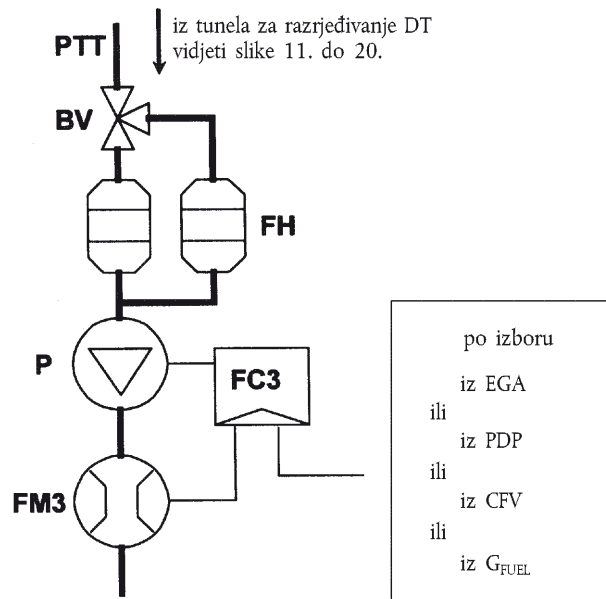 iz tunela za razrjeđivanje DT
PTT
vidjeti slike 11. do 20.
BV
FH
po izboru
P
FC3
iz EGA
ili
iz PDP
ili
FM3
iz CFV
ili
iz GFUEL